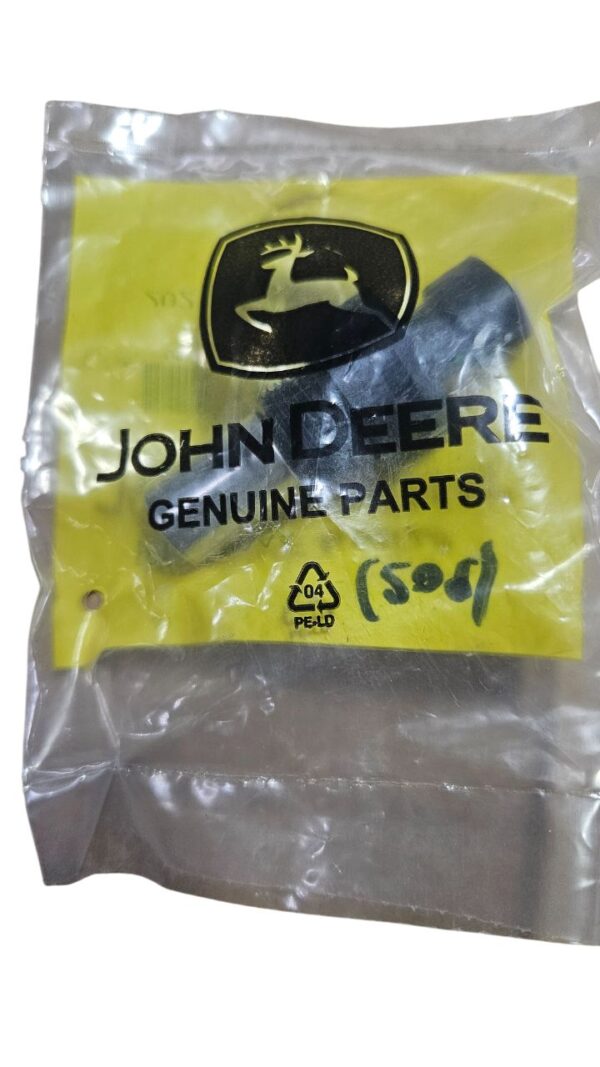 JOHN DEERE
GENUINE PARTS
04
PE-LD